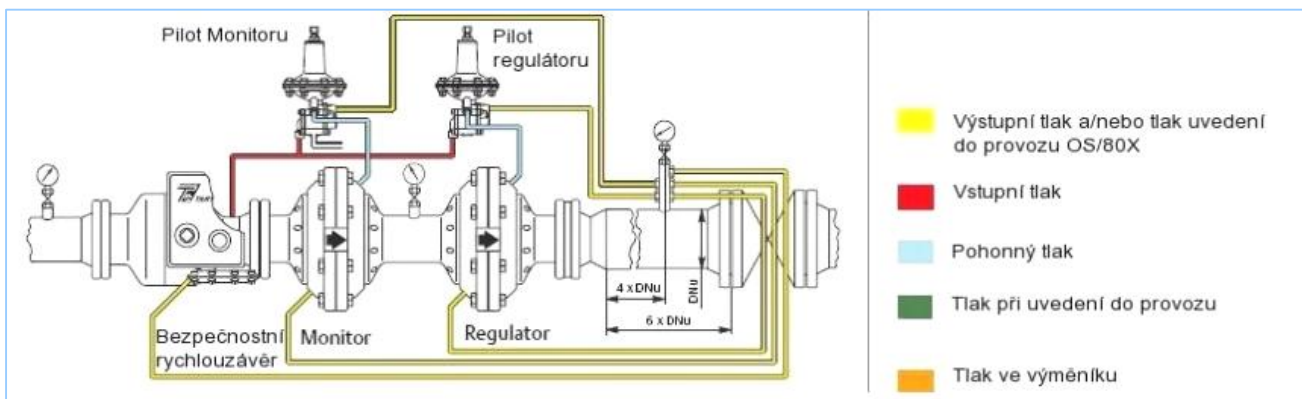 Pilot Monitoru
Pilot
regulátoru
4 x DNu
DNu
6 x DNu
Bezpečnostní
rychlouzávěr
Monitor
Regulator
Výstupní tlak a/nebo tlak uvedení
do provozu OS/80X
Vstupní tlak
Pohonný tlak
Tlak při uvedení do provozu
Tlak ve výměníku